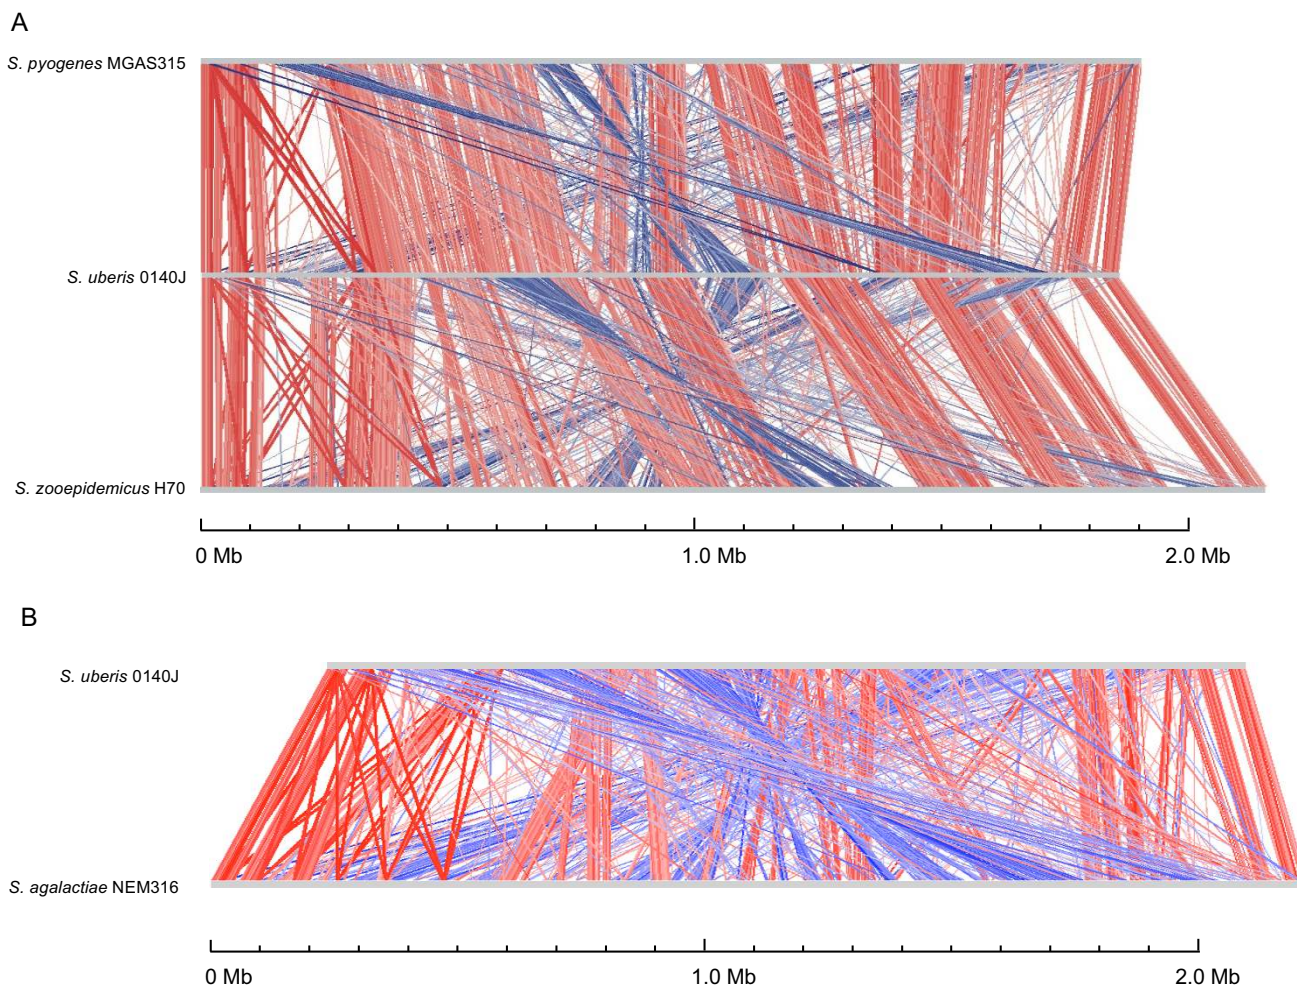 A
S. pyogenes MGAS315
S. uberis 0140J
S. zooepidemicus H70
0 Mb 1.0 Mb 2.0 Mb
B
S. uberis 0140J
S. agalactiae NEM316
0 Mb 1.0 Mb 2.0 Mb